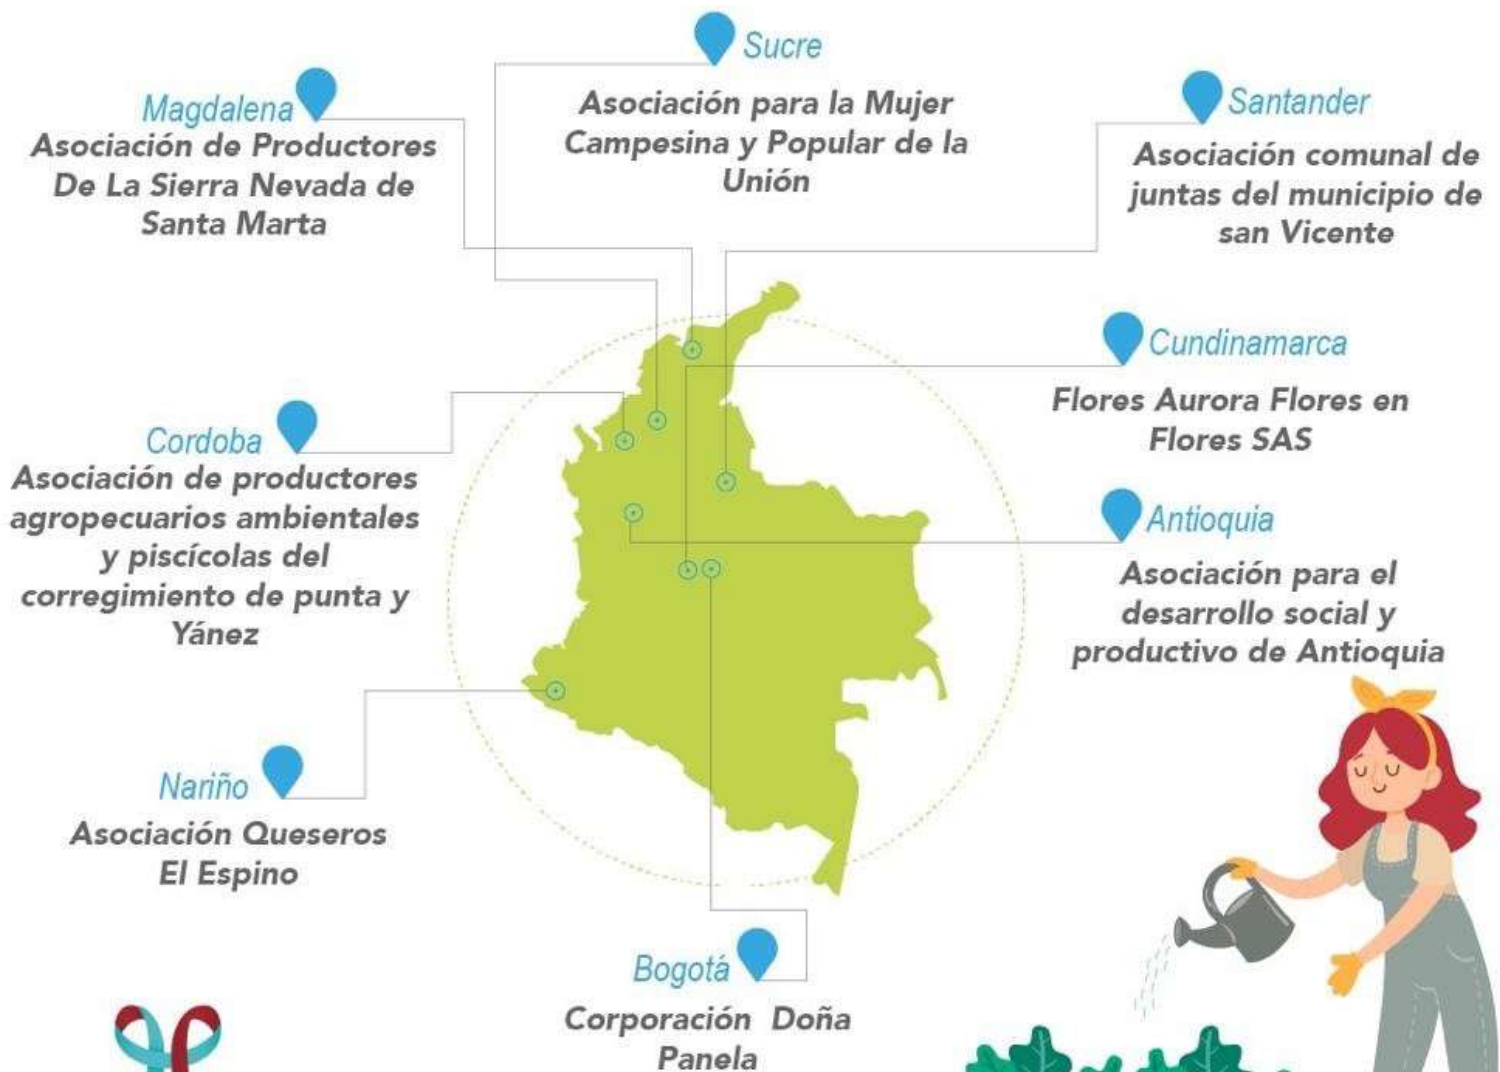 Sucre
Asociación para la Mujer
Campesina y Popular de la
Unión
Magdalena
Asociación de Productores
De La Sierra Nevada de
Santa Marta
Santander
Asociación comunal de
juntas del municipio de
san Vicente
Cundinamarca
Flores Aurora Flores en
Flores SAS
Cordoba
Asociación de productores
agropecuarios ambientales
y piscícolas del
corregimiento de punta y
Yánez
Antioquia
Asociación para el
desarrollo social y
productivo de Antioquia
Nariño
Asociación Queseros
El Espino
Bogotá
Corporación Doña
Panela